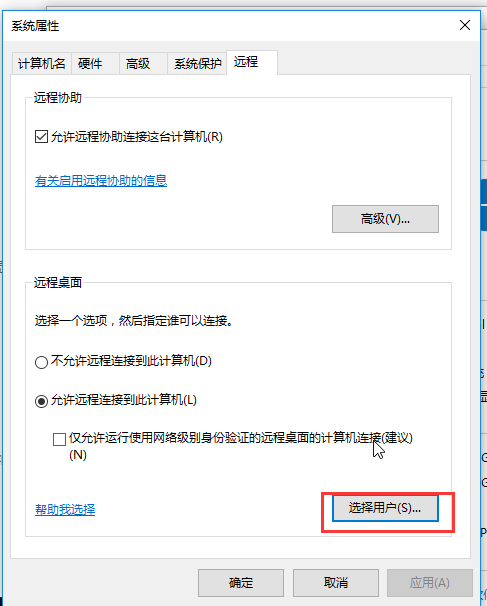 系统属性
计算机名 硬件 高级 系统保护 远程
远程协助
允许远程协助连接这台计算机(R)
有关启用远程协助的信息
高级(V)...
远程桌面
选择一个选项，然后指定谁可以连接。
不允许远程连接到此计算机(D)
允许远程连接到此计算机(L)
仅允许运行使用网络级别身份验证的远程桌面的计算机连接(建议)
(N)
帮助我选择
选择用户(S)...
确定 取消 应用(A)